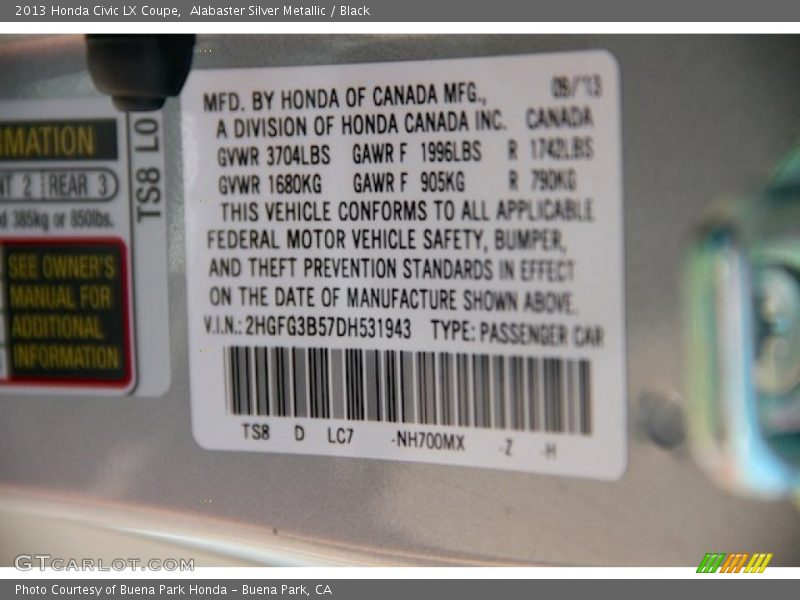 2013 Honda Civic LX Coupe,  Alabaster Silver Metallic / Black
MFD. BY HONDA OF CANADA MFG.,
A DIVISION OF HONDA CANADA INC. CANADA
GVWR 3704LBS GAWR F 1996LBS R 1742LBS
GVWR 1680KG GAWR F 905KG R 790KG
THIS VEHICLE CONFORMS TO ALL APPLICABLE
FEDERAL MOTOR VEHICLE SAFETY, BUMPER,
AND THEFT PREVENTION STANDARDS IN EFFECT
ON THE DATE OF MANUFACTURE SHOWN ABOVE.
V.I.N.: 2HGFG3B57DH531943 TYPE: PASSENGER CAR
TS8 D LC7 -NH700MX -Z -H
MATION
NT 2 REAR 3
385kg or 850lbs.
TS8 L0
SEE OWNER'S
MANUAL FOR
ADDITIONAL
INFORMATION
GTCARLOT.COM
Photo Courtesy of Buena Park Honda – Buena Park, CA